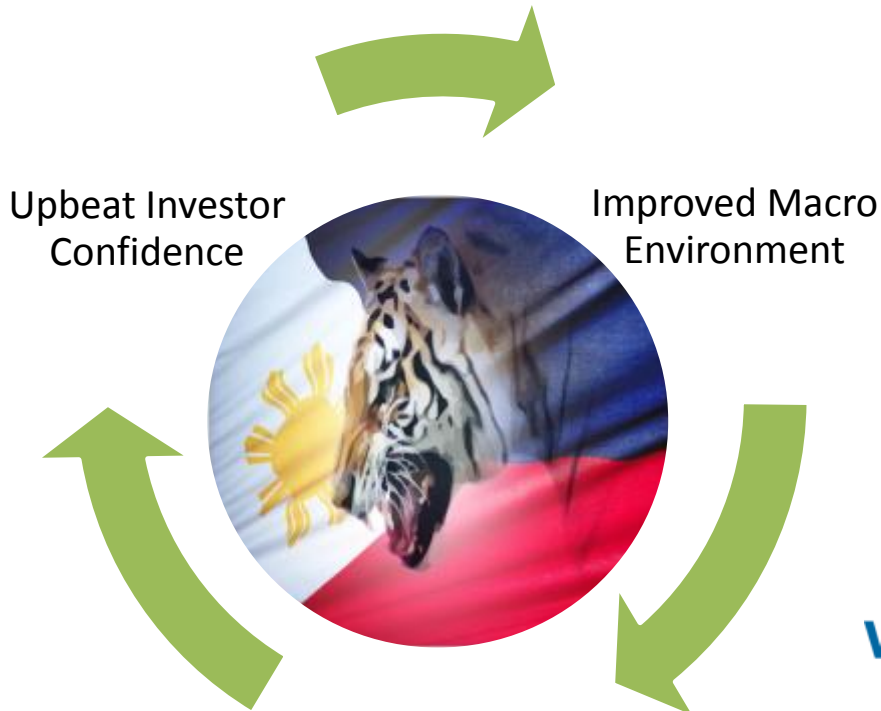 Upbeat Investor
Confidence
Improved Macro
Environment